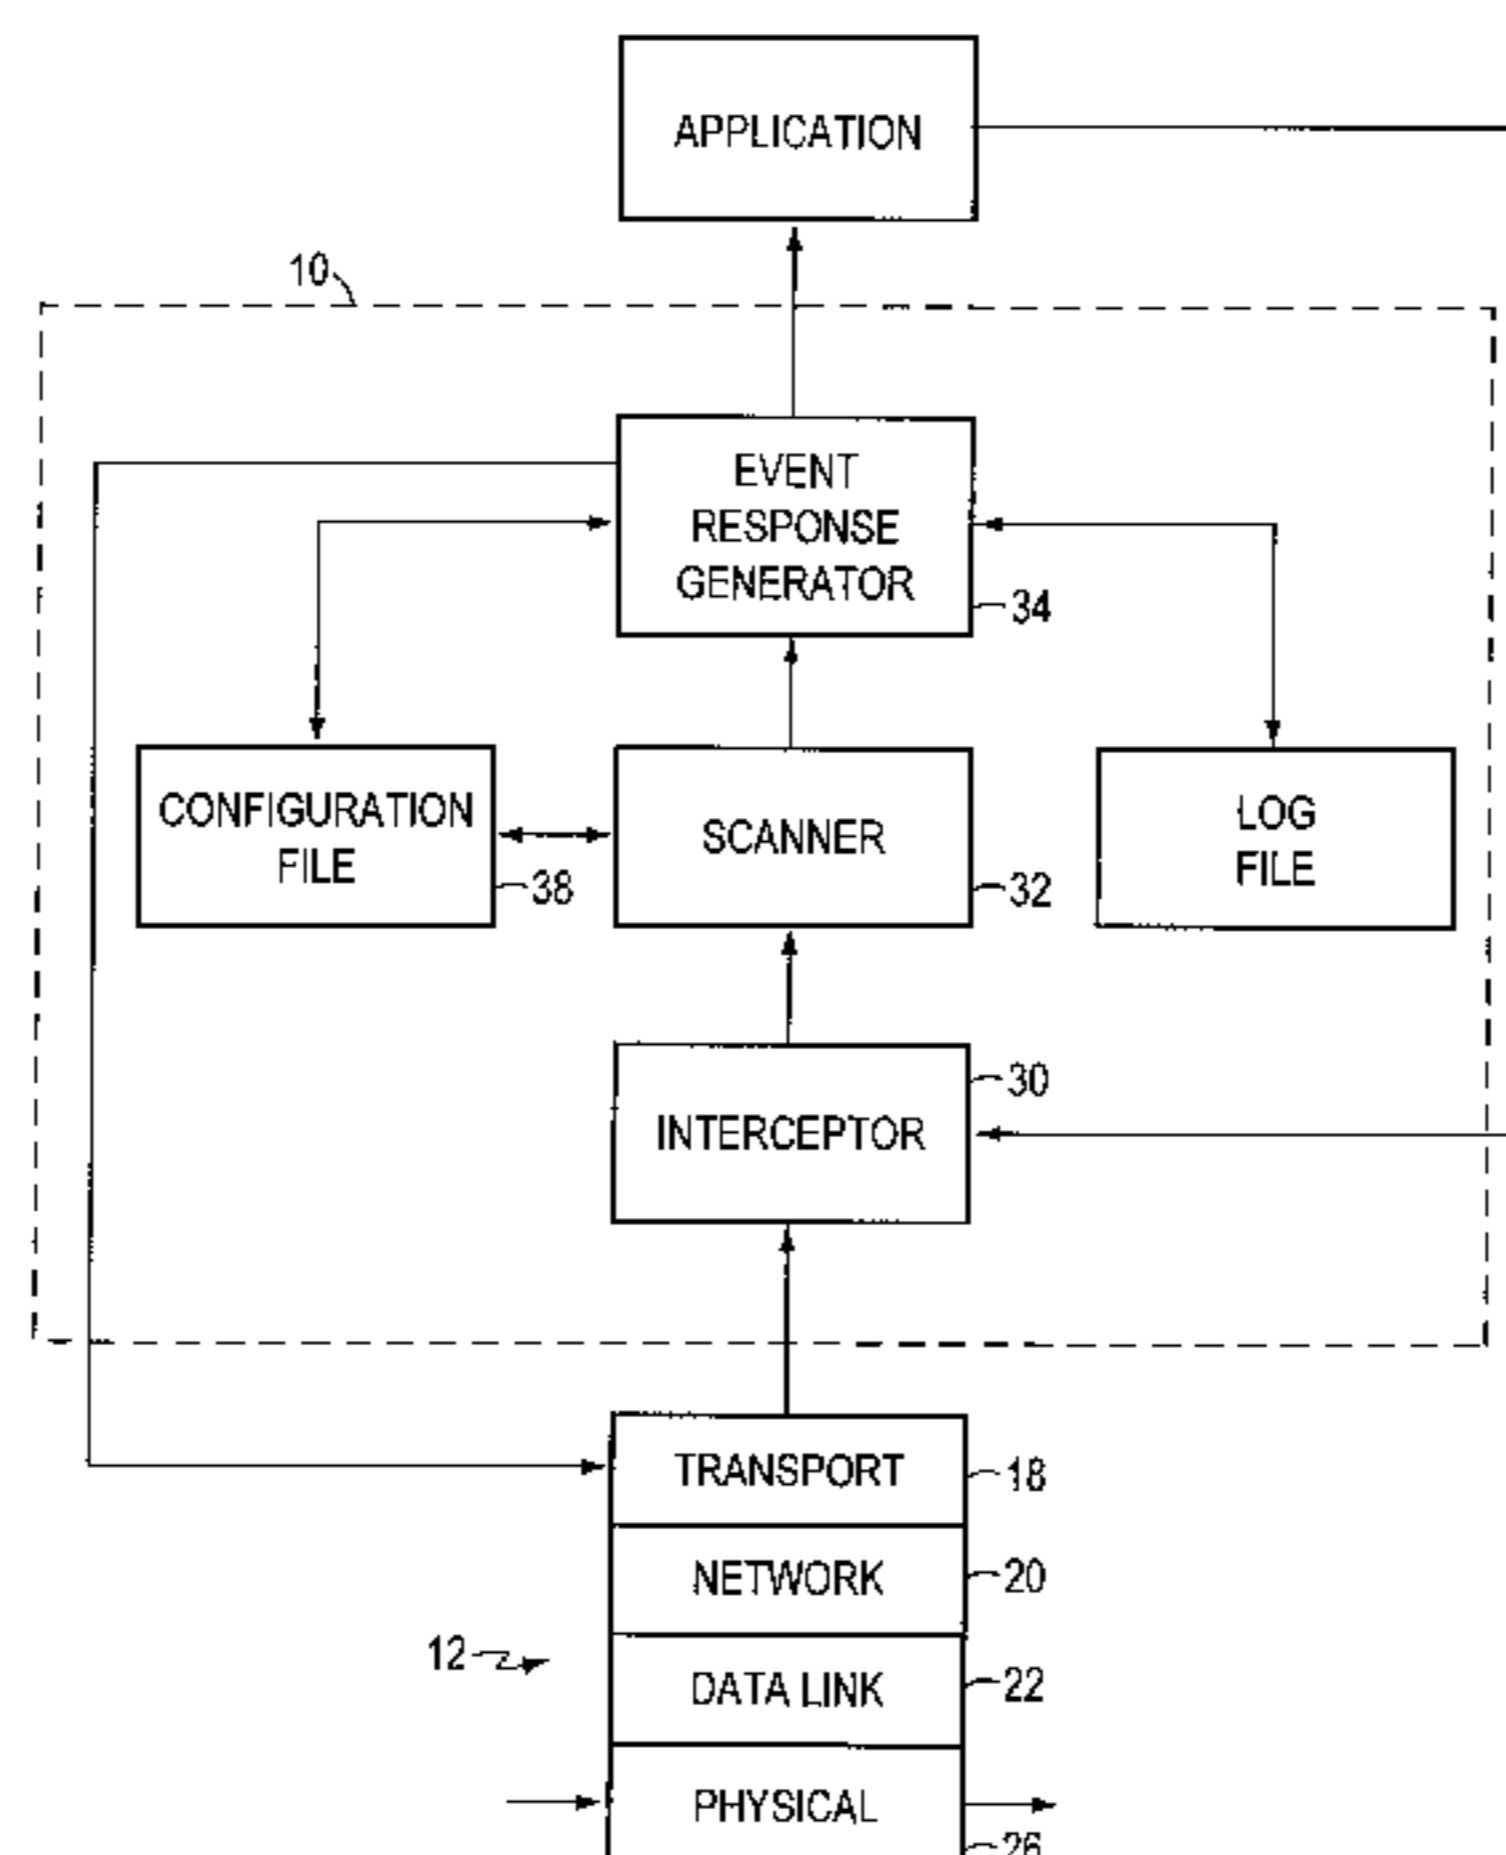 APPLICATION
10
EVENT
RESPONSE
GENERATOR
34
CONFIGURATION
FILE
38
SCANNER
32
LOG
FILE
30
INTERCEPTOR
TRANSPORT
18
NETWORK
20
12
DATA LINK
22
PHYSICAL
26